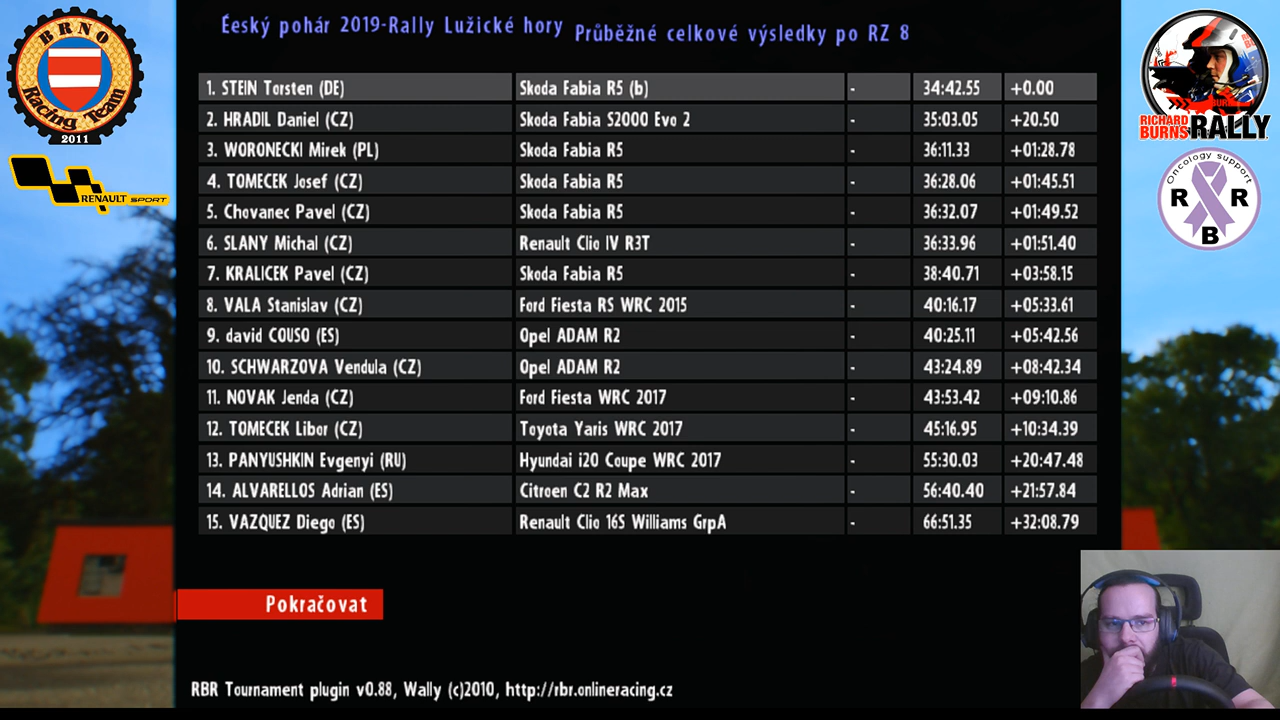 Éeský pohár 2019-Rally Lužické hory Průběžné celkové výsledky po RZ 8
BRNO
Racing Team
2011
RENAULT SPORT
RICHARD
BURNS RALLY
Oncology support
R R
B
1. STEIN Torsten (DE) Skoda Fabia R5 (b) - 34:42.55 +0.00
2. HRADIL Daniel (CZ) Skoda Fabia S2000 Evo 2 - 35:03.05 +20.50
3. WORONECKI Mirek (PL) Skoda Fabia R5 - 36:11.33 +01:28.78
4. TOMECEK Josef (CZ) Skoda Fabia R5 - 36:28.06 +01:45.51
5. Chovanec Pavel (CZ) Skoda Fabia R5 - 36:32.07 +01:49.52
6. SLANY Michal (CZ) Renault Clio IV R3T - 36:33.96 +01:51.40
7. KRALICEK Pavel (CZ) Skoda Fabia R5 - 38:40.71 +03:58.15
8. VALA Stanislav (CZ) Ford Fiesta RS WRC 2015 - 40:16.17 +05:33.61
9. david COUSO (ES) Opel ADAM R2 - 40:25.11 +05:42.56
10. SCHWARZOVA Vendula (CZ) Opel ADAM R2 - 43:24.89 +08:42.34
11. NOVAK Jenda (CZ) Ford Fiesta WRC 2017 - 43:53.42 +09:10.86
12. TOMECEK Libor (CZ) Toyota Yaris WRC 2017 - 45:16.95 +10:34.39
13. PANYUSHKIN Evgenyi (RU) Hyundai i20 Coupe WRC 2017 - 55:30.03 +20:47.48
14. ALVARELLOS Adrian (ES) Citroen C2 R2 Max - 56:40.40 +21:57.84
15. VAZQUEZ Diego (ES) Renault Clio 16S Williams GrpA - 66:51.35 +32:08.79
Pokračovat
RBR Tournament plugin v0.88, Wally (c)2010, http://rbr.onlineracing.cz